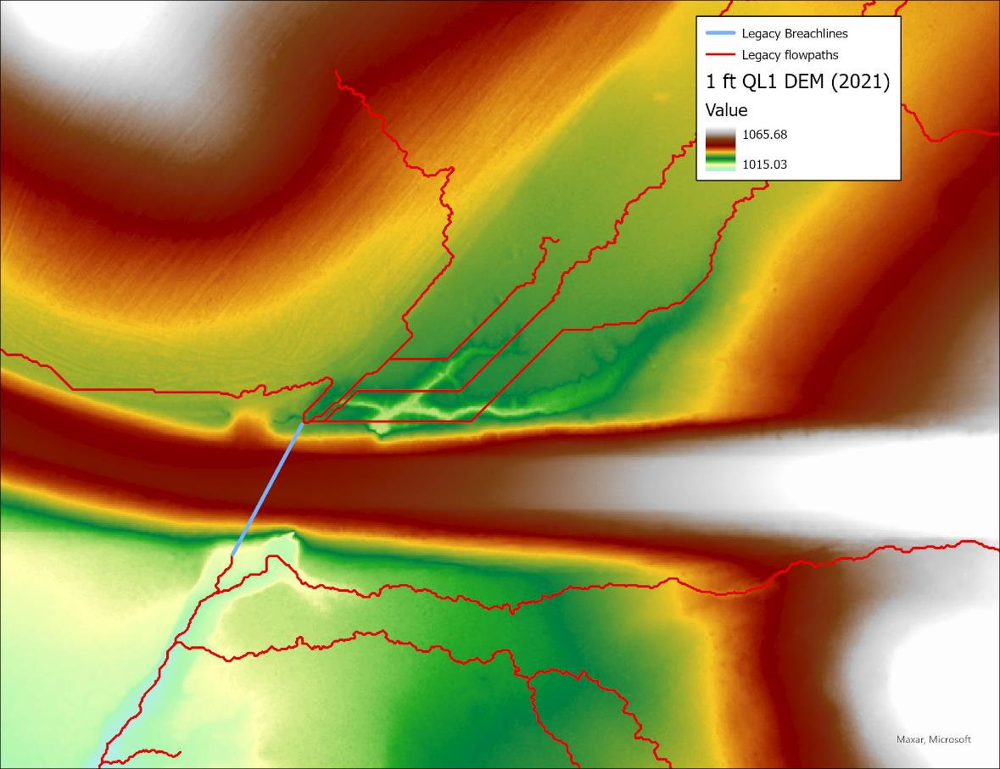 Legacy Breachlines
Legacy flowpaths
1 ft QL1 DEM (2021)
Value
1065.68
1015.03
Maxar, Microsoft